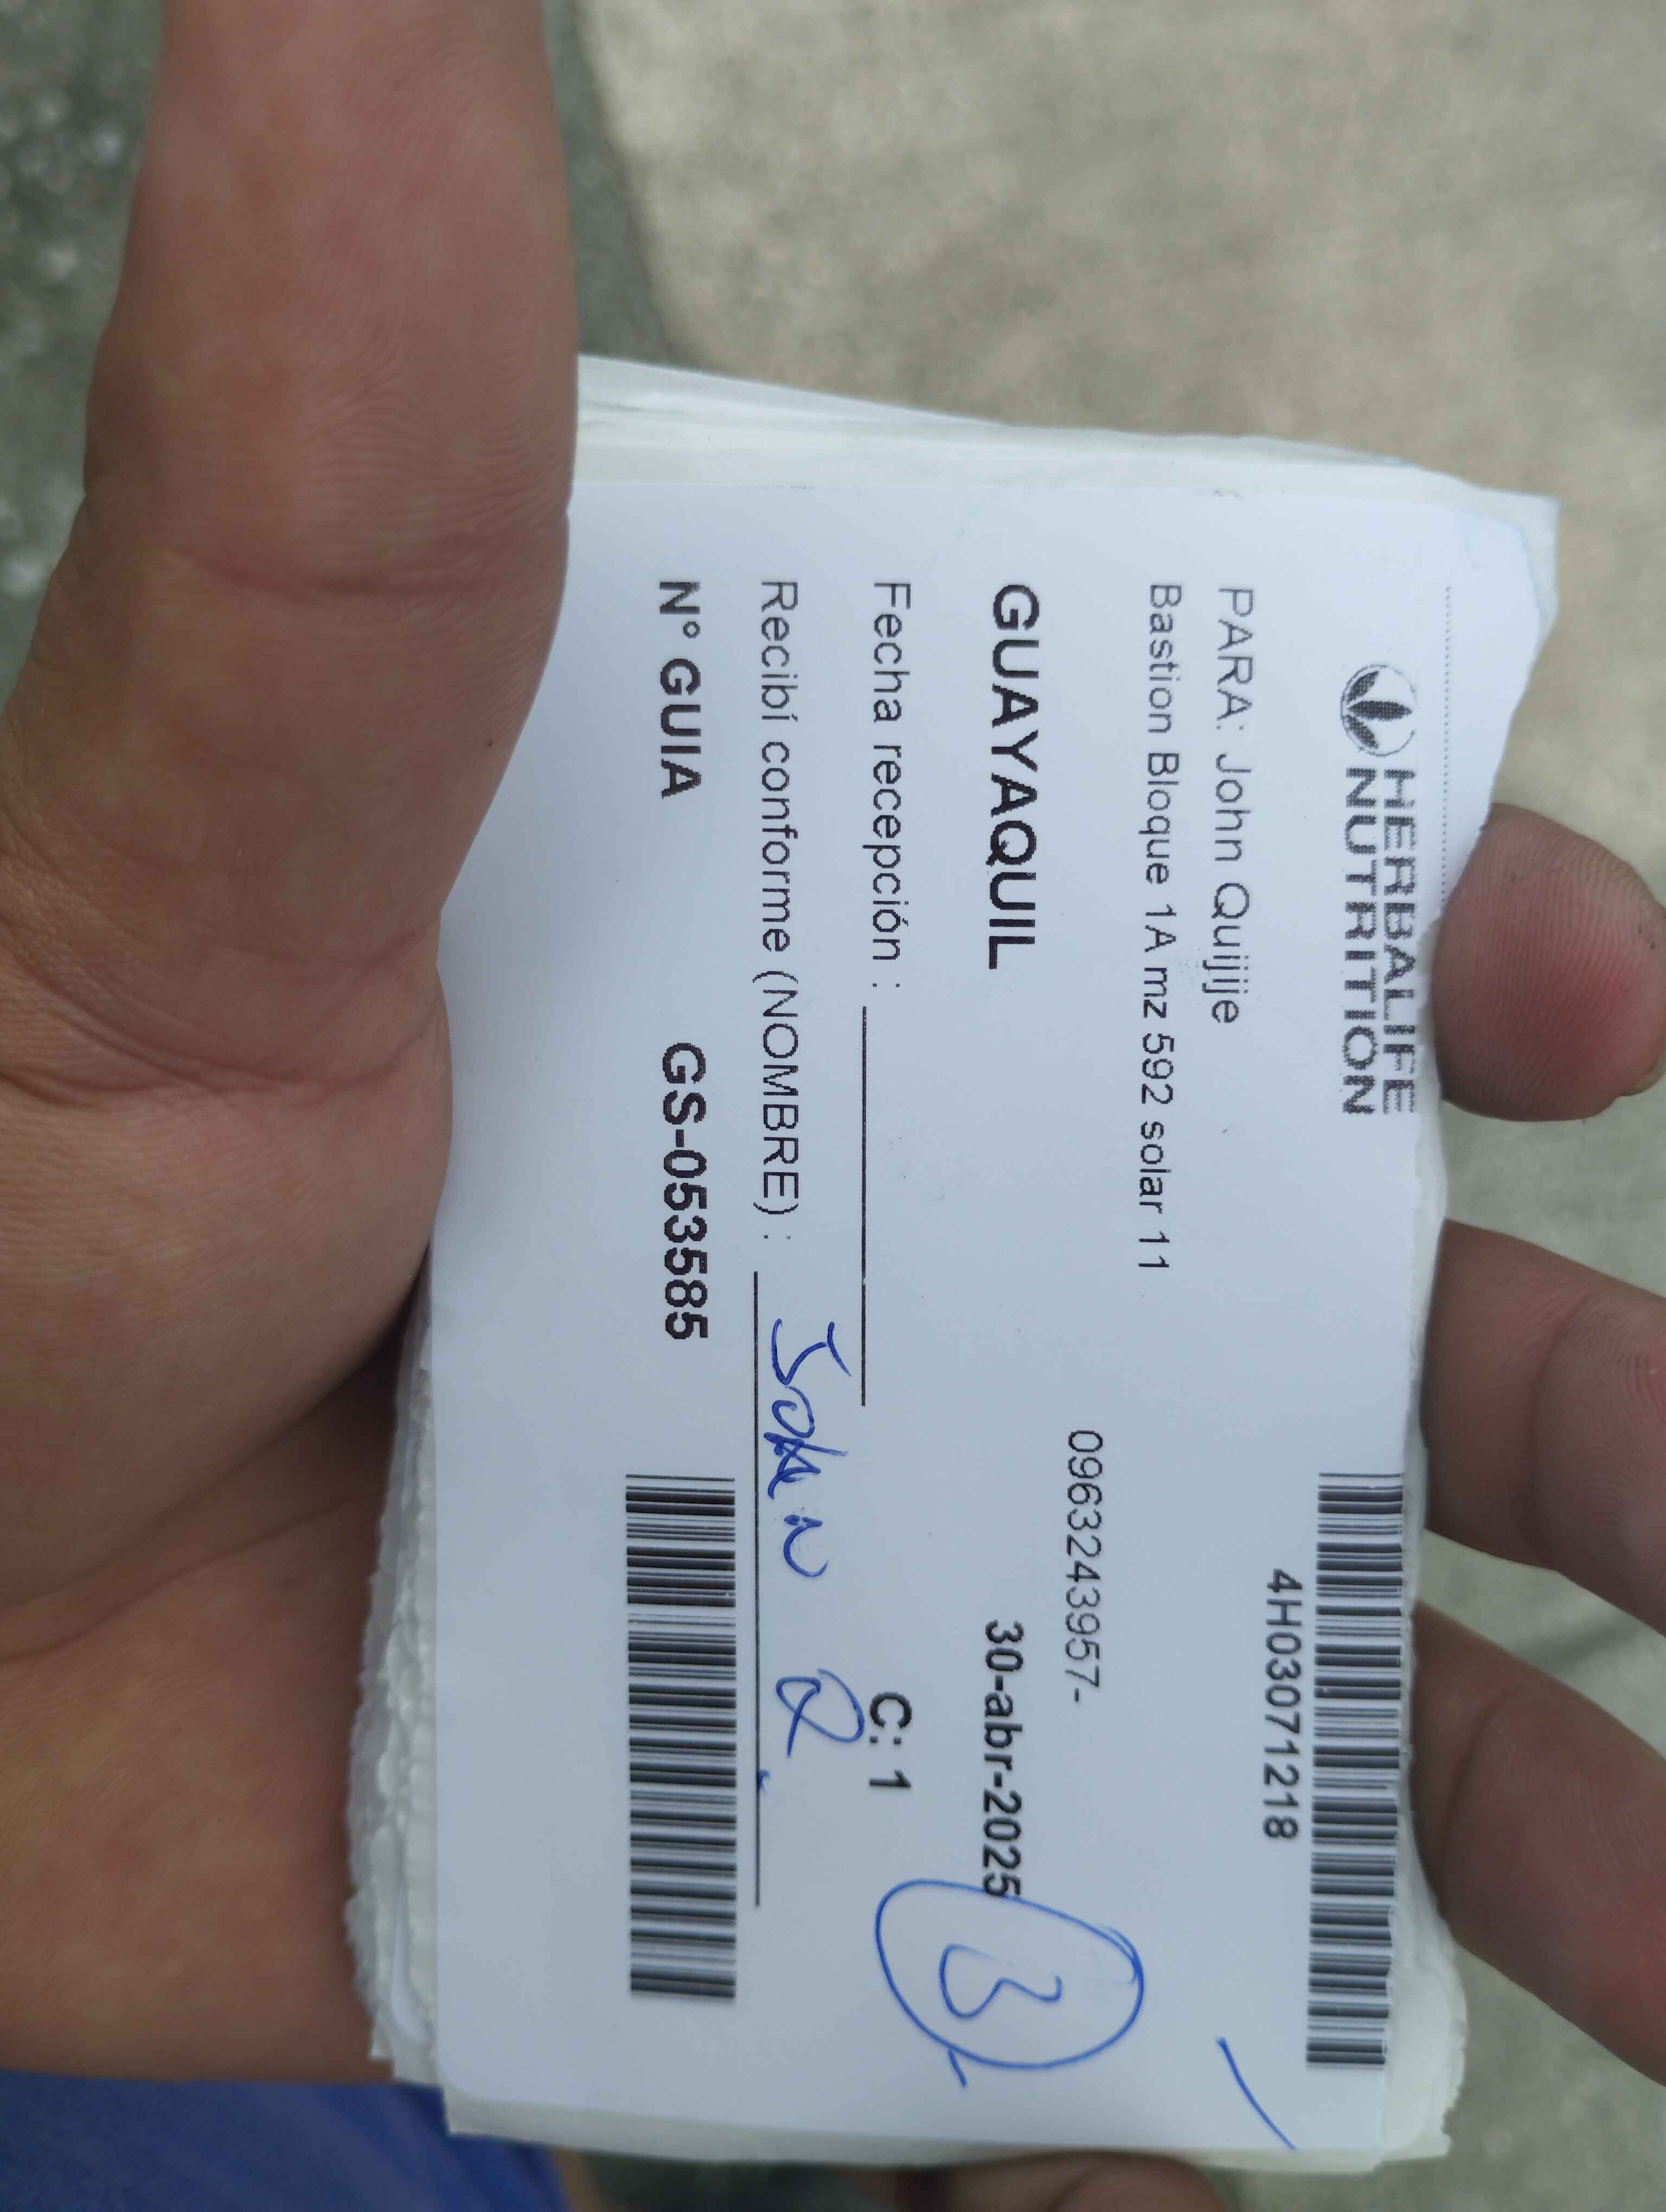 HERBALIFE
NUTRITION
4H03071218
PARA: John Quijije
Bastion Bloque 1A mz 592 solar 11
0963243957-
GUAYAQUIL 30-abr-2025
3
Fecha recepción : C: 1
Recibí conforme (NOMBRE) : John Q.
N° GUIA GS-053585